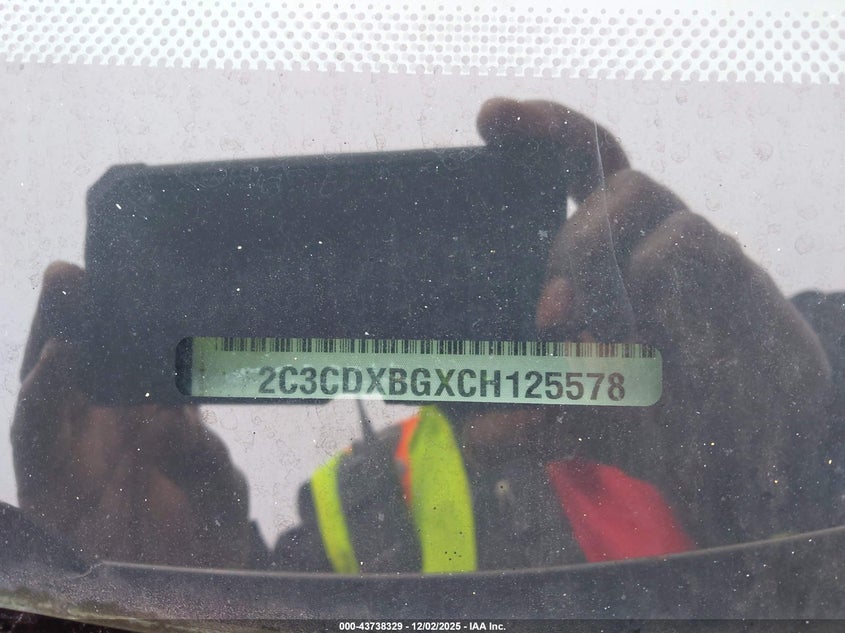 2C3CDXBGXCH125578
000-43738329 - 12/02/2025 - IAA Inc.